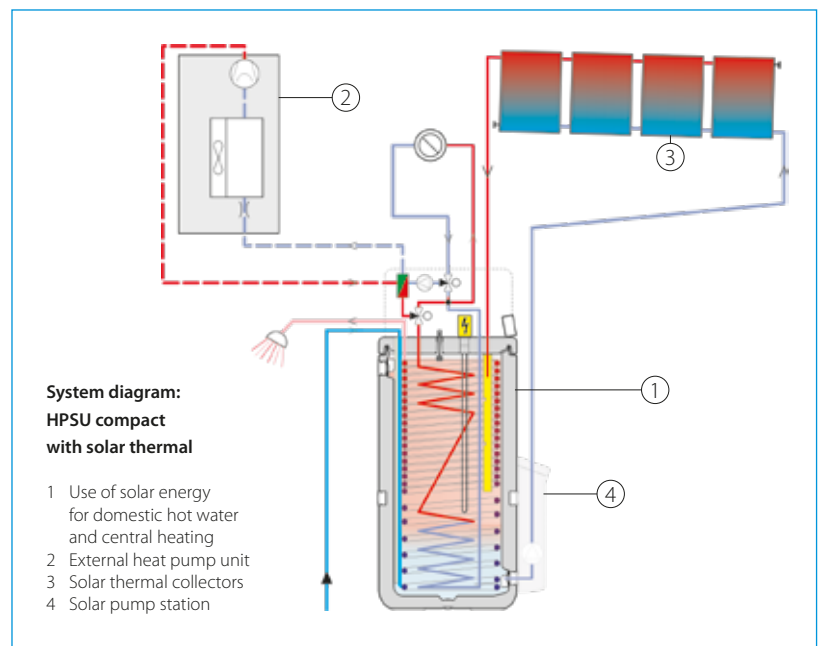 2
3
1
4
System diagram:
HPSU compact
with solar thermal
1 Use of solar energy
for domestic hot water
and central heating
2 External heat pump unit
3 Solar thermal collectors
4 Solar pump station